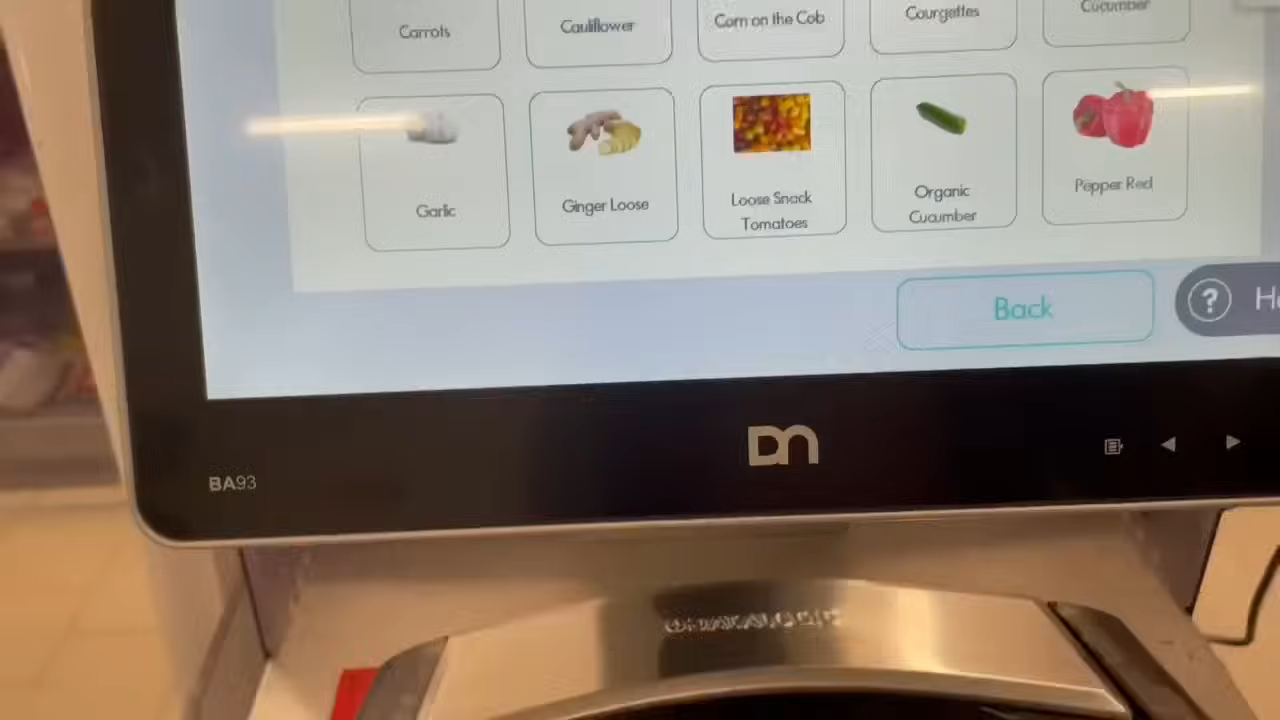 Carrots
Cauliflower
Corn on the Cob
Courgettes
Cucumber
Garlic
Ginger Loose
Loose Snack
Tomatoes
Organic
Cucumber
Pepper Red
Back
?
DN
BA93